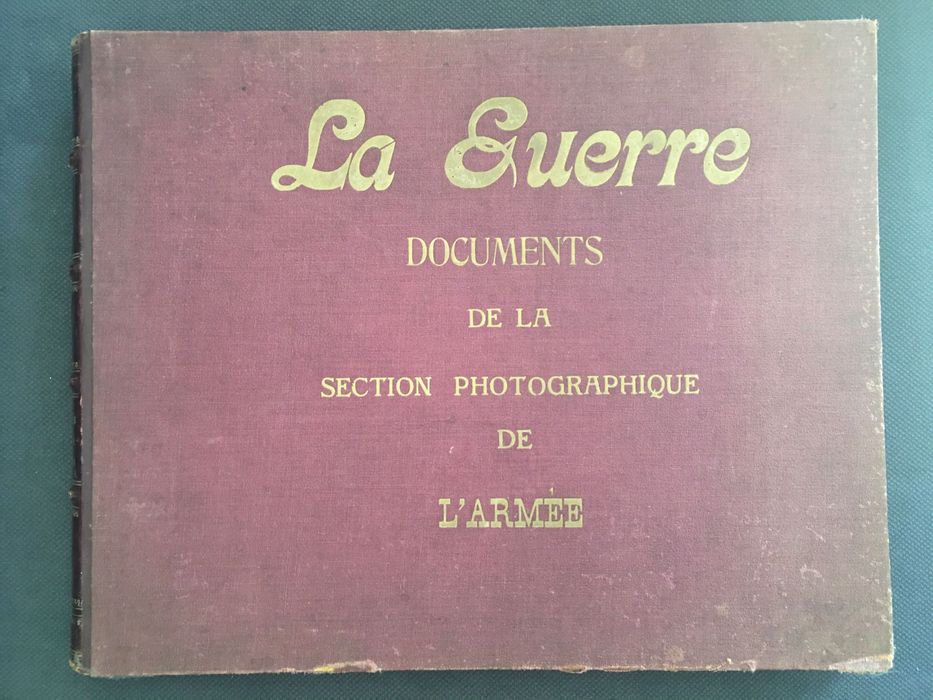 La Guerre
DOCUMENTS
DE LA
SECTION PHOTOGRAPHIQUE
DE
L'ARMÉE